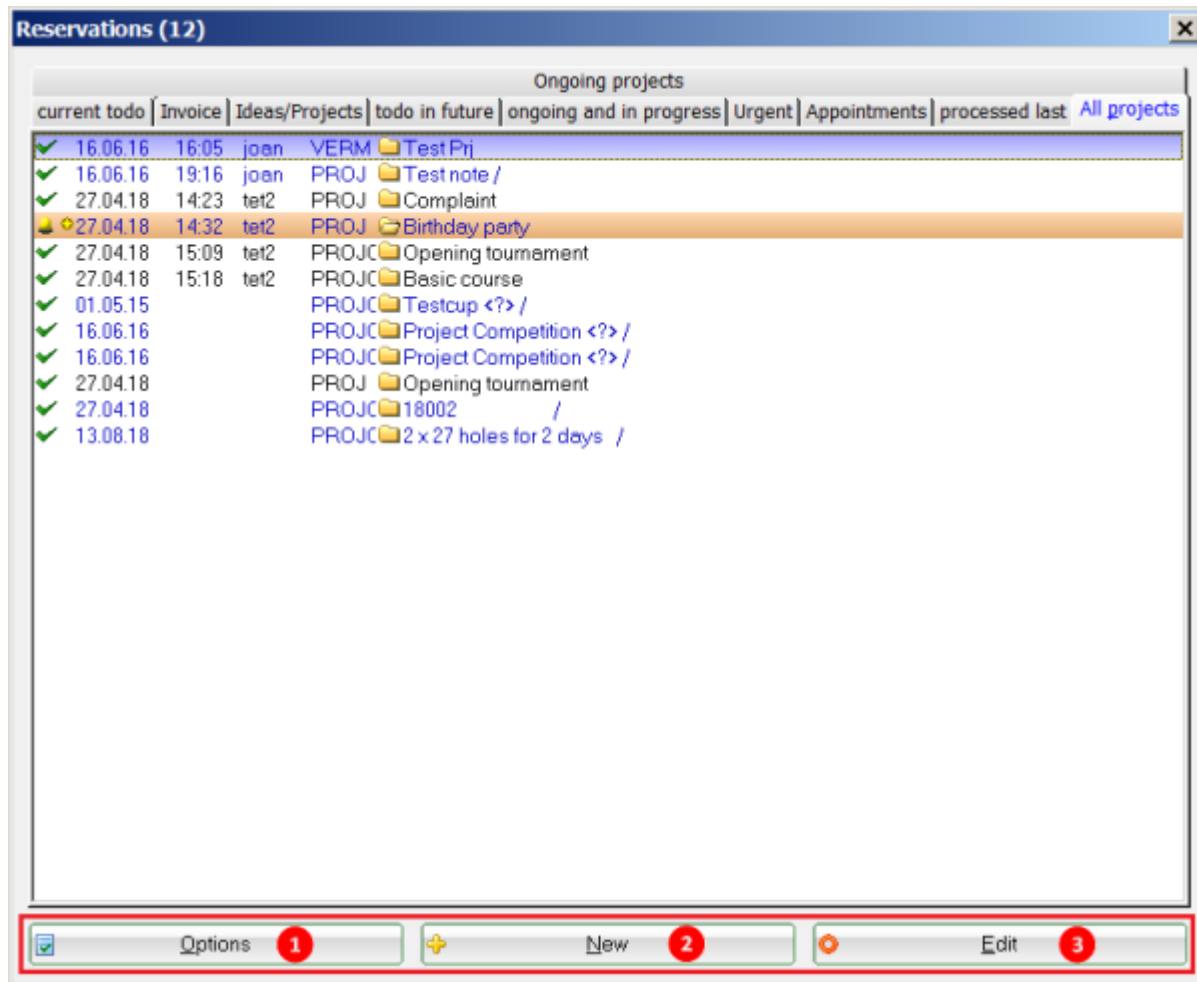 Reservations (12)
Ongoing projects
current todo Invoice Ideas/Projects todo in future ongoing and in progress Urgent Appointments processed last All projects
16.06.16 16:05 joan VERM Test Prj
16.06.16 19:16 joan PROJ Test note /
27.04.18 14:23 tet2 PROJ Complaint
27.04.18 14:32 tet2 PROJ Birthday party
27.04.18 15:09 tet2 PROJC Opening tournament
27.04.18 15:18 tet2 PROJC Basic course
01.05.15 PROJC Testcup <?> /
16.06.16 PROJC Project Competition <?> /
16.06.16 PROJC Project Competition <?> /
27.04.18 PROJ Opening tournament
27.04.18 PROJC 18002 /
13.08.18 PROJC 2 x 27 holes for 2 days /
Options 1 New 2 Edit 3